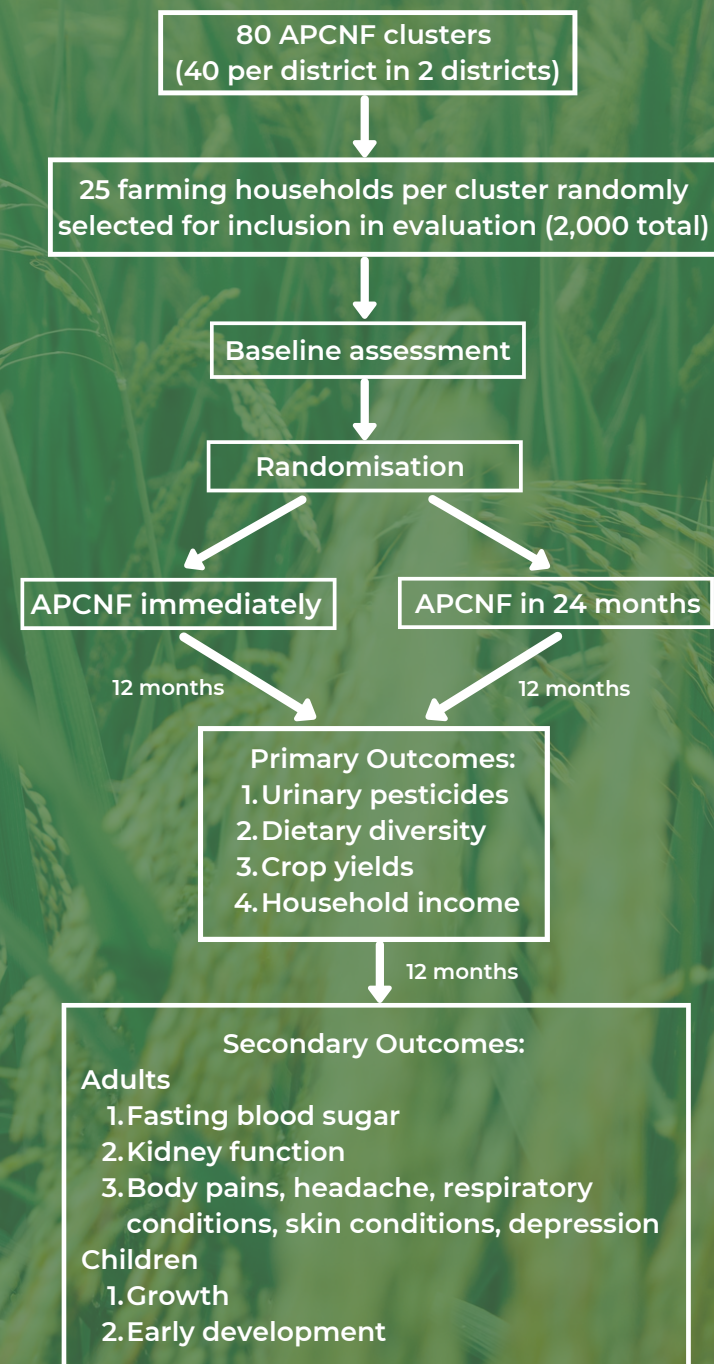 80 APCNF clusters
(40 per district in 2 districts)
25 farming households per cluster randomly
selected for inclusion in evaluation (2,000 total)
Baseline assessment
Randomisation
APCNF immediately
APCNF in 24 months
12 months
12 months
Primary Outcomes:
1. Urinary pesticides
2. Dietary diversity
3. Crop yields
4. Household income
12 months
Secondary Outcomes:
Adults
1. Fasting blood sugar
2. Kidney function
3. Body pains, headache, respiratory
conditions, skin conditions, depression
Children
1. Growth
2. Early development